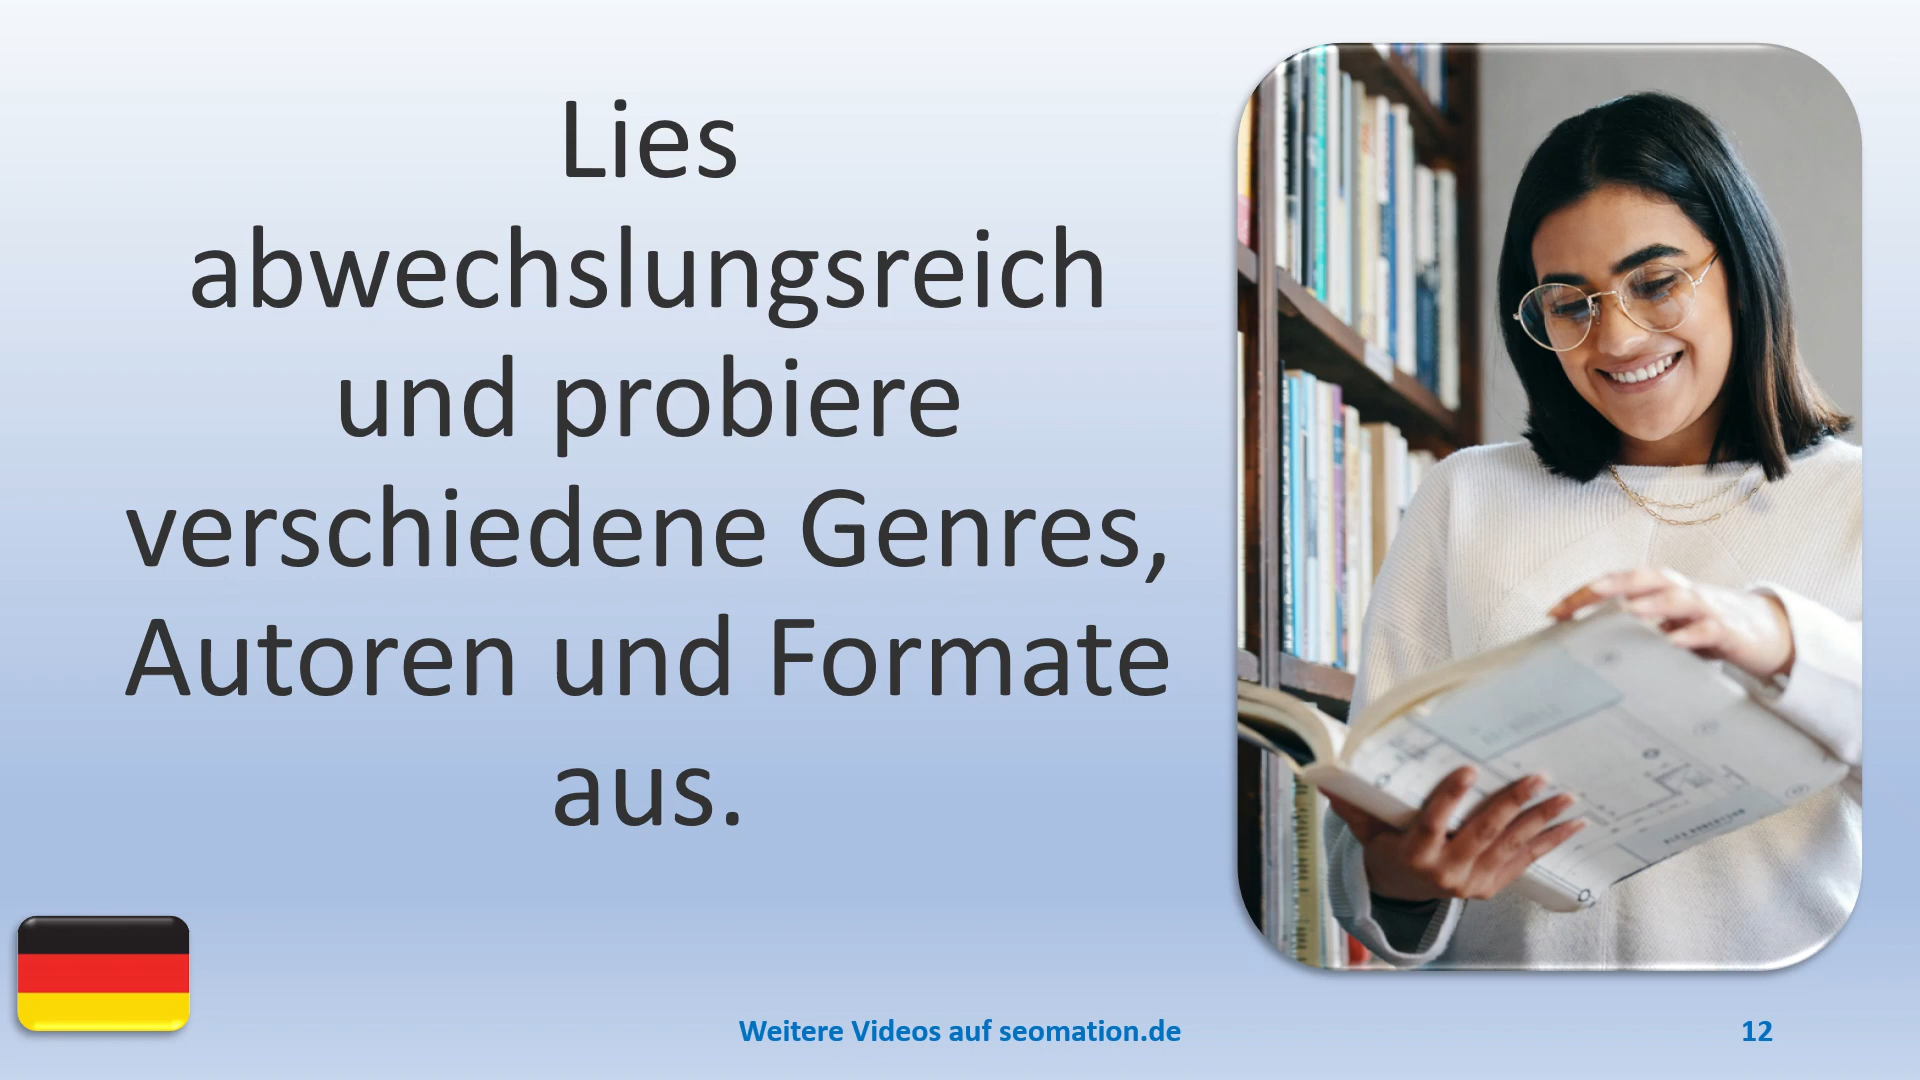 Lies
abwechslungsreich
und probiere
verschiedene Genres,
Autoren und Formate
aus.
Weitere Videos auf seomation.de
12